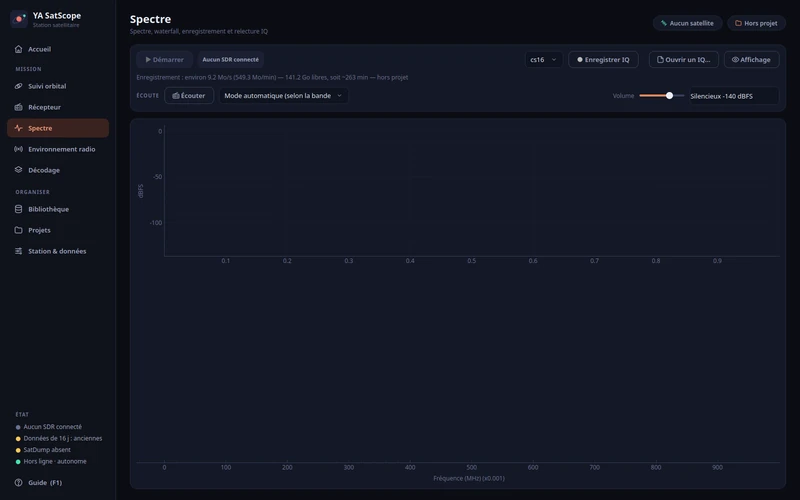 YA SatScope
Station satellitaire
Accueil
MISSION
Suivi orbital
Récepteur
Spectre
Environnement radio
Décodage
ORGANISER
Bibliothèque
Projets
Station & données
ÉTAT
Aucun SDR connecté
Données de 16 j : anciennes
SatDump absent
Hors ligne · autonome
Guide (F1)
Spectre
Spectre, waterfall, enregistrement et relecture IQ
Aucun satellite
Hors projet
Démarrer
Aucun SDR connecté
cs16
Enregistrer IQ
Ouvrir un IQ...
Affichage
Enregistrement : environ 9.2 Mo/s (549.3 Mo/min) — 141.2 Go libres, soit ~263 min — hors projet
ÉCOUTE
Écouter
Mode automatique (selon la bande
Volume
Silencieux -140 dBFS
dBFS
0
-50
-100
0.1 0.2 0.3 0.4 0.5 0.6 0.7 0.8 0.9
0 100 200 300 400 500 600 700 800 900
Fréquence (MHz) (x0.001)